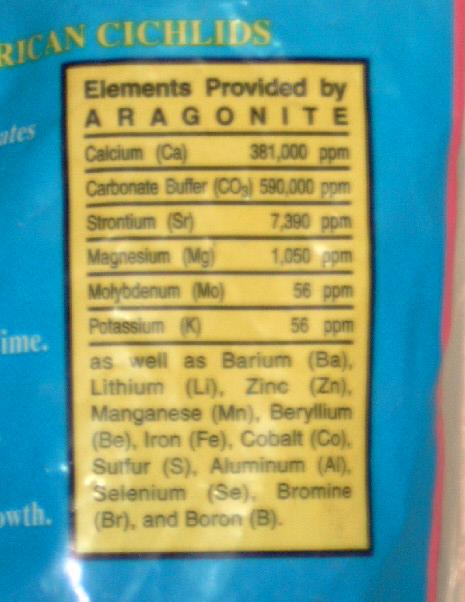 RICAN CICHLIDS
Elements Provided by
ARAGONITE
ates
Calcium (Ca) 381,000 ppm
Carbonate Buffer (CO₃) 590,000 ppm
Strontium (Sr) 7,390 ppm
Magnesium (Mg) 1,050 ppm
Molybdenum (Mo) 56 ppm
Potassium (K) 56 ppm
ime.
as well as Barium (Ba),
Lithium (Li), Zinc (Zn),
Manganese (Mn), Beryllium
(Be), Iron (Fe), Cobalt (Co),
Sulfur (S), Aluminum (Al),
Selenium (Se), Bromine
(Br), and Boron (B).
owth.